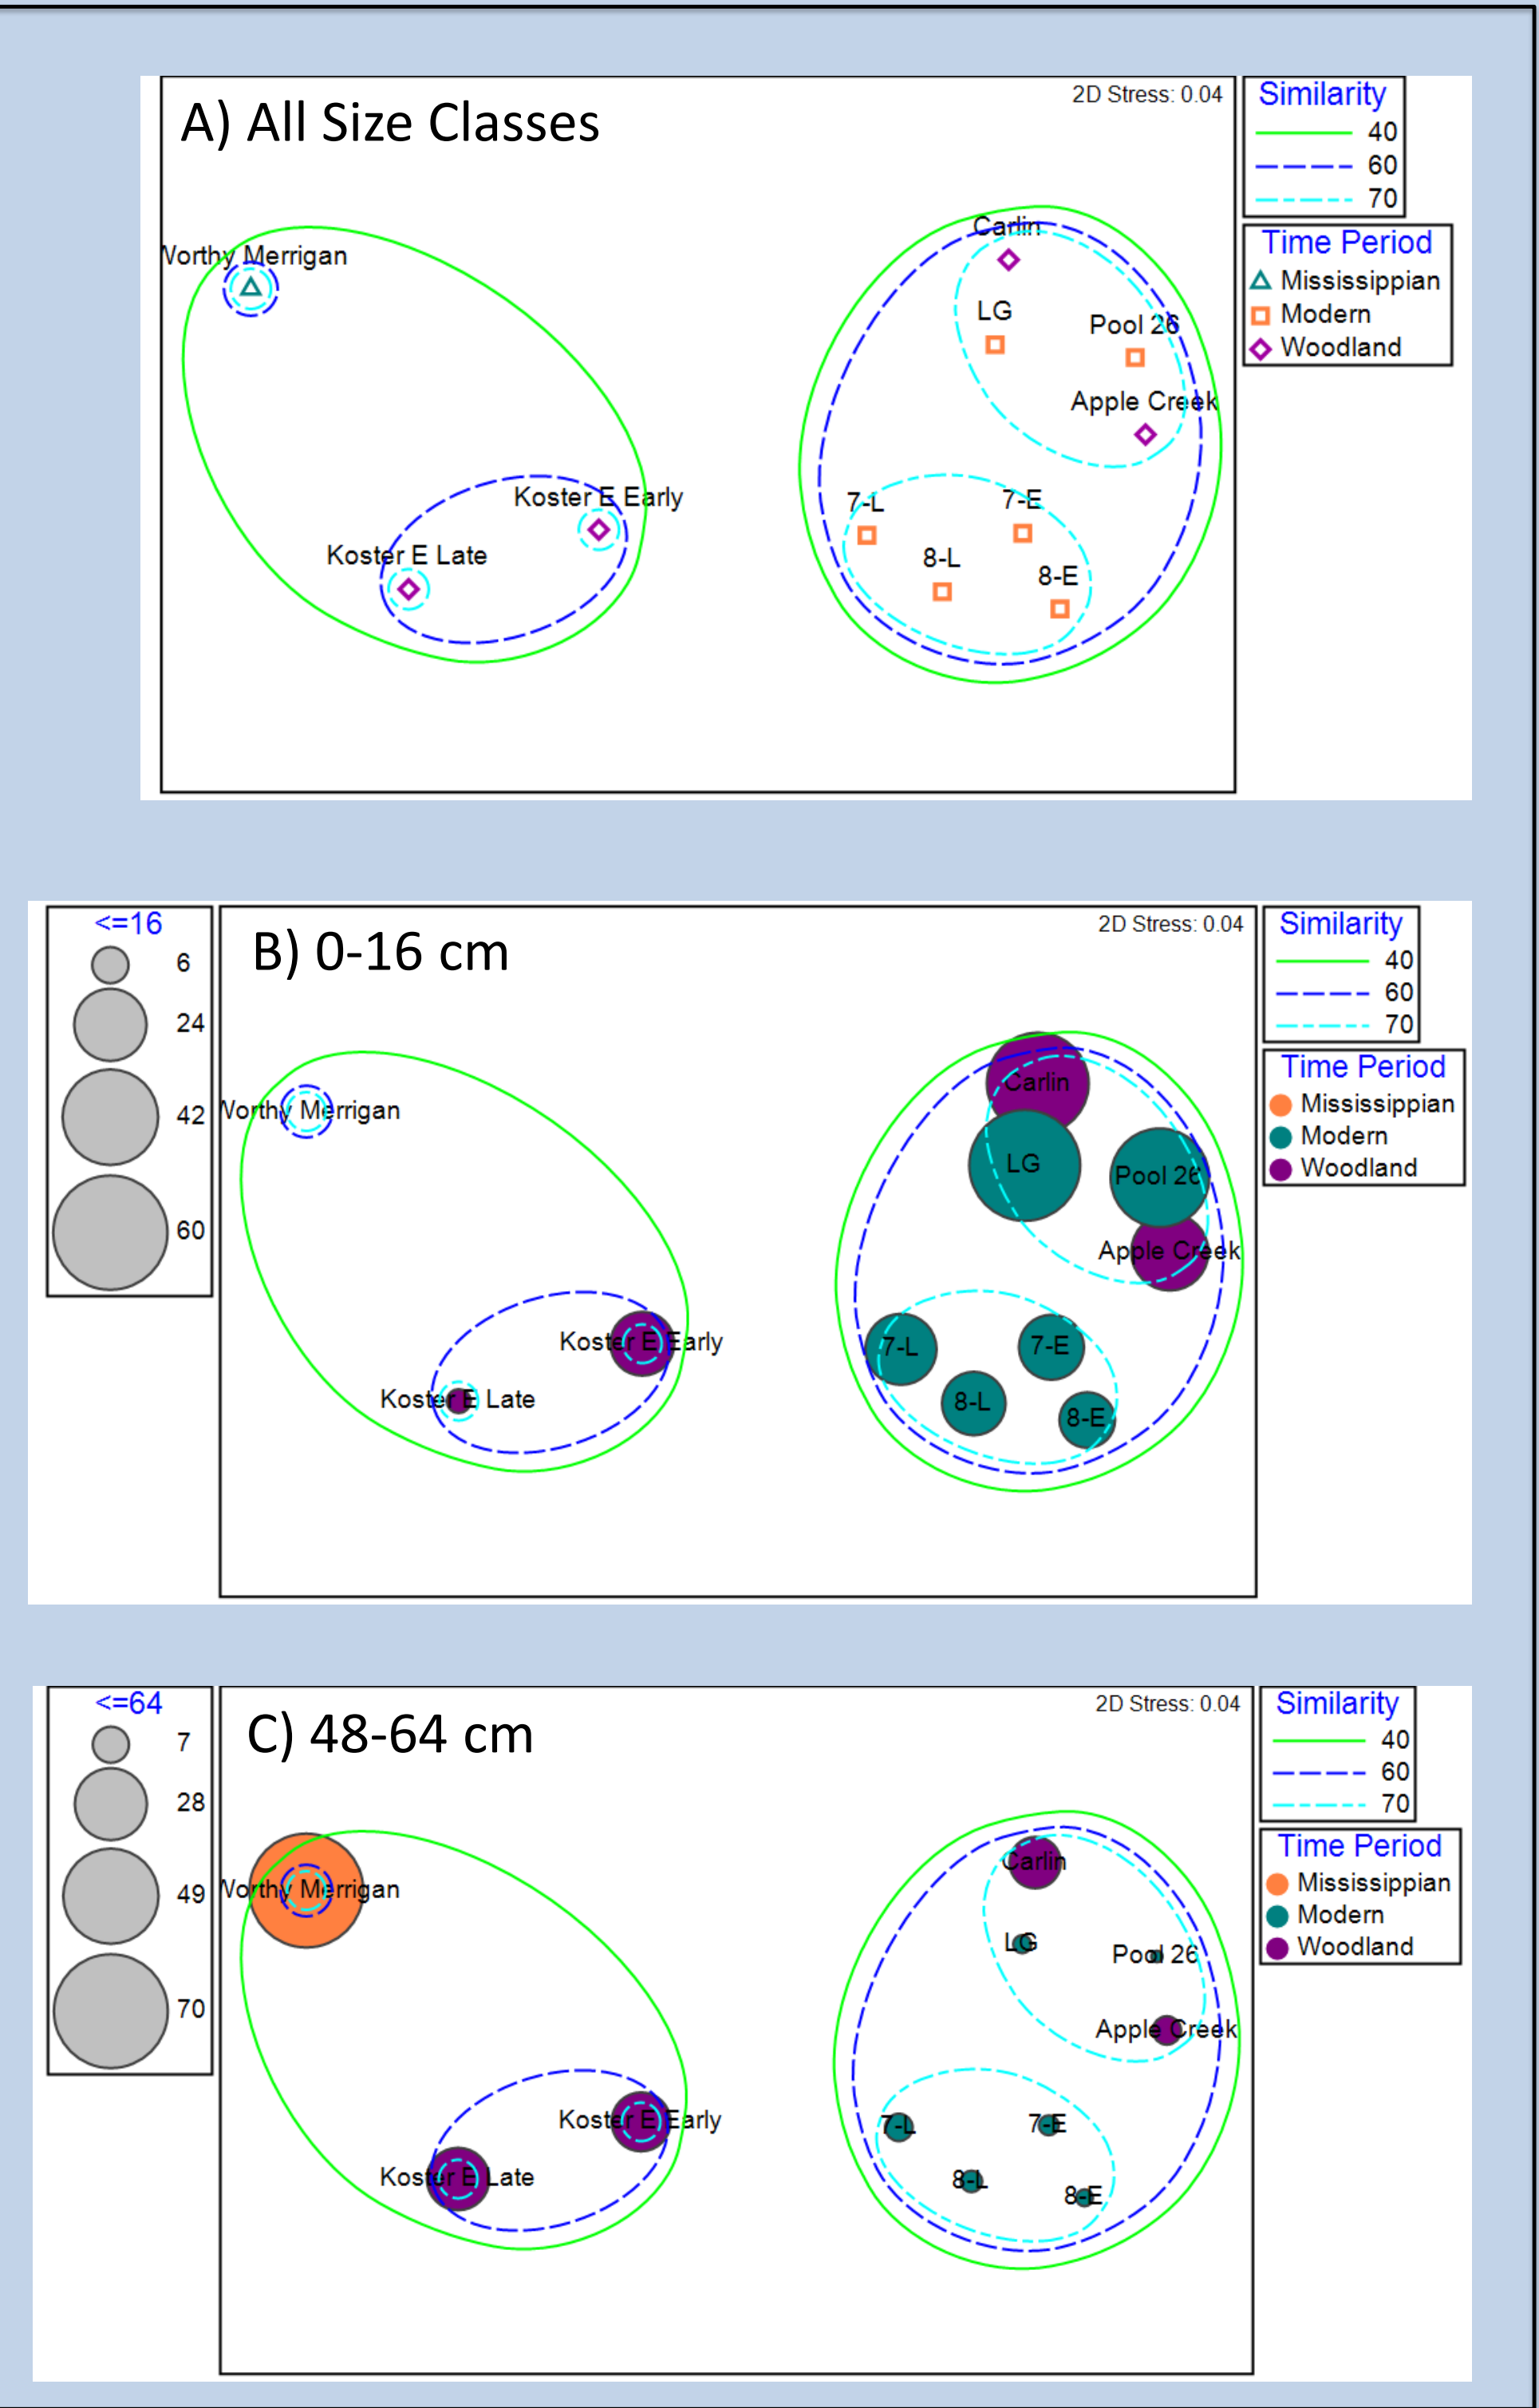 A) All Size Classes
2D Stress: 0.04
Similarity
40
60
70
Time Period
Mississippian
Modern
Woodland
Worthy Merrigan
Carlin
LG
Pool 26
Apple Creek
Koster E Early
Koster E Late
7-L
7-E
8-L
8-E
<=16
6
24
42
60
B) 0-16 cm
2D Stress: 0.04
Similarity
40
60
70
Time Period
Mississippian
Modern
Woodland
Worthy Merrigan
Carlin
LG
Pool 26
Apple Creek
Koster E Early
Koster E Late
7-L
7-E
8-L
8-E
<=64
7
28
49
70
C) 48-64 cm
2D Stress: 0.04
Similarity
40
60
70
Time Period
Mississippian
Modern
Woodland
Worthy Merrigan
Carlin
LG
Pool 26
Apple Creek
Koster E Early
Koster E Late
7-L
7-E
8-L
8-E